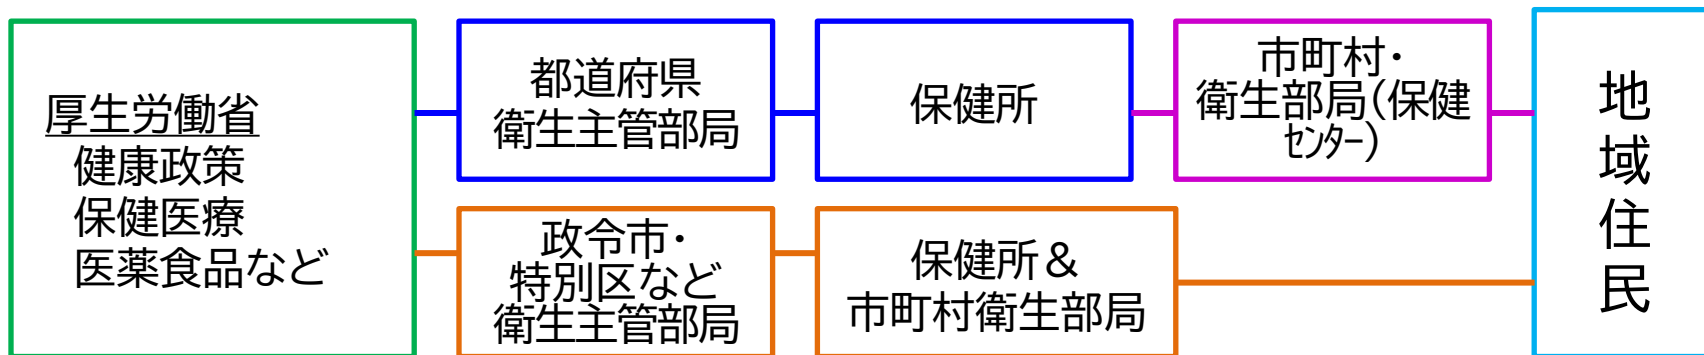 厚生労働省
健康政策
保健医療
医薬食品など
都道府県
衛生主管部局
保健所
市町村・
衛生部局(保健
センター)
政令市・
特別区など
衛生主管部局
保健所＆
市町村衛生部局
地域住民